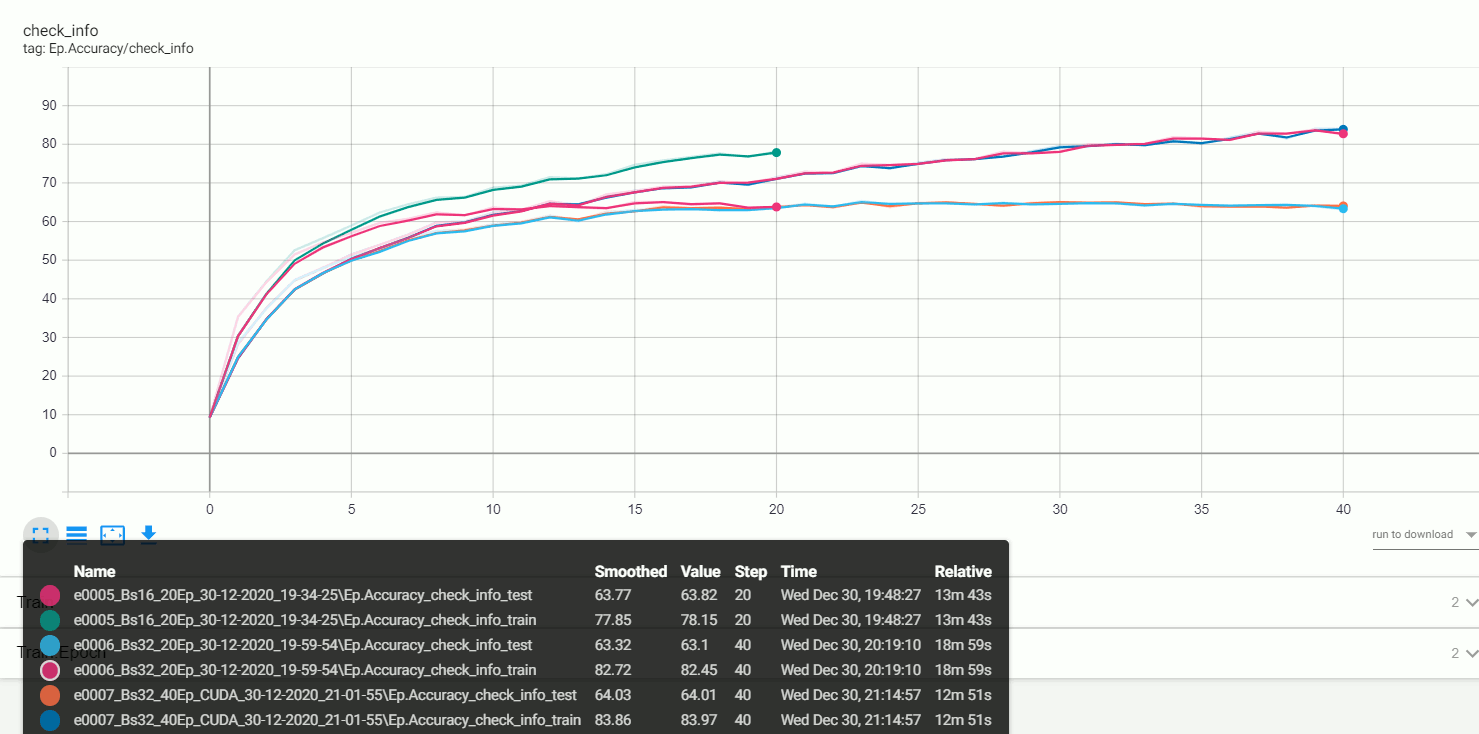 check_info
tag: Ep.Accuracy/check_info
90
80
70
60
50
40
30
20
10
0
0 5 10 15 20 25 30 35 40
run to download
Name Smoothed Value Step Time Relative
e0005_Bs16_20Ep_30-12-2020_19-34-25\Ep.Accuracy_check_info_test 63.77 63.82 20 Wed Dec 30, 19:48:27 13m 43s
Train 2
e0005_Bs16_20Ep_30-12-2020_19-34-25\Ep.Accuracy_check_info_train 77.85 78.15 20 Wed Dec 30, 19:48:27 13m 43s
e0006_Bs32_20Ep_30-12-2020_19-59-54\Ep.Accuracy_check_info_test 63.32 63.1 40 Wed Dec 30, 20:19:10 18m 59s
Train Epoch 2
e0006_Bs32_20Ep_30-12-2020_19-59-54\Ep.Accuracy_check_info_train 82.72 82.45 40 Wed Dec 30, 20:19:10 18m 59s
e0007_Bs32_40Ep_CUDA_30-12-2020_21-01-55\Ep.Accuracy_check_info_test 64.03 64.01 40 Wed Dec 30, 21:14:57 12m 51s
e0007_Bs32_40Ep_CUDA_30-12-2020_21-01-55\Ep.Accuracy_check_info_train 83.86 83.97 40 Wed Dec 30, 21:14:57 12m 51s